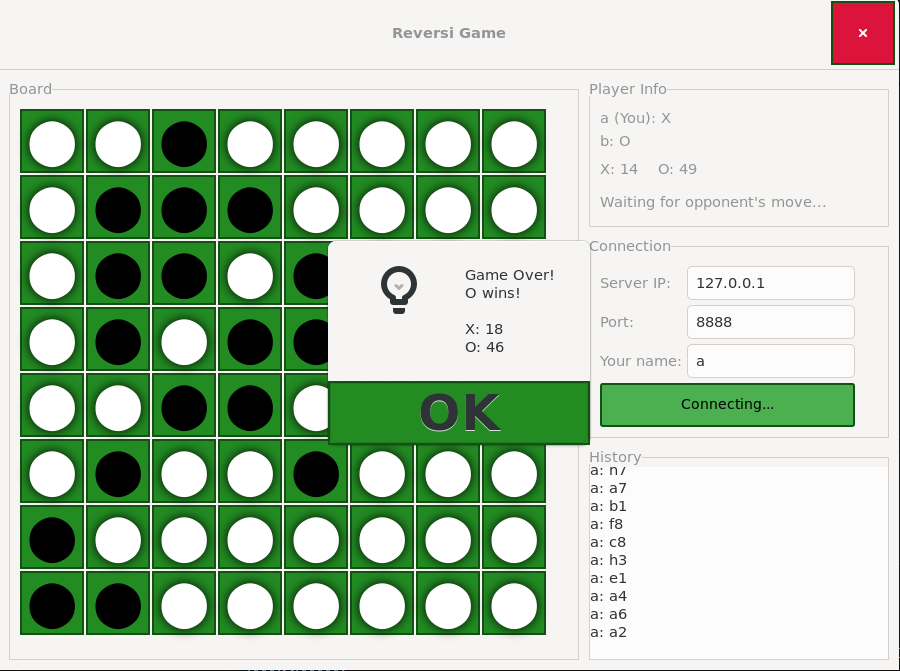 Reversi Game
×
Board
Player Info
a (You): X
b: O
X: 14 O: 49
Waiting for opponent's move...
Game Over!
O wins!
X: 18
O: 46
OK
Connection
Server IP: 127.0.0.1
Port: 8888
Your name: a
Connecting...
History
a: h7
a: a7
a: b1
a: f8
a: c8
a: h3
a: e1
a: a4
a: a6
a: a2